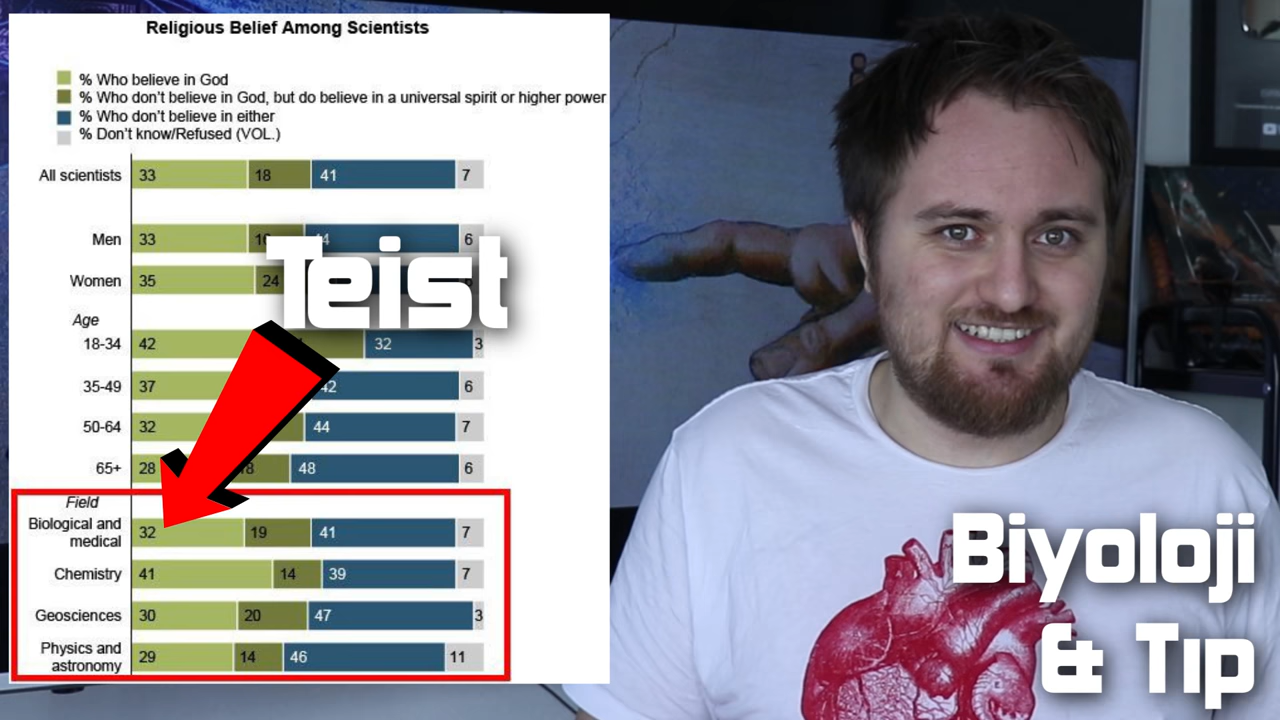 Religious Belief Among Scientists
% Who believe in God
% Who don't believe in God, but do believe in a universal spirit or higher power
% Who don't believe in either
% Don't know/Refused (VOL.)
All scientists 33 18 41 7
Men 33 6
Teist
Women 35 24
Age
18-34 42 32 3
35-49 37 6
50-64 32 44 7
65+ 28 48 6
Field
Biological and
medical 32 19 41 7
Chemistry 41 14 39 7
Geosciences 30 20 47 3
Physics and
astronomy 29 14 46 11
Biyoloji
& Tıp